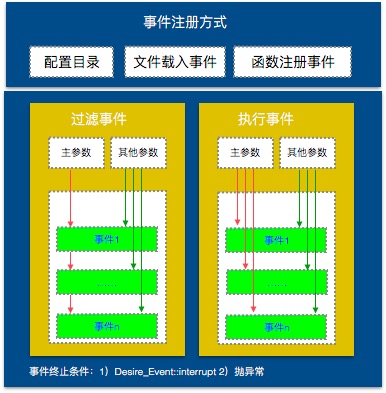 事件注册方式
配置目录 文件载入事件 函数注册事件
过滤事件 执行事件
主参数 其他参数 主参数 其他参数
事件1 事件1
…… ……
事件n 事件n
事件终止条件：1）Desire_Event::interrupt 2）抛异常